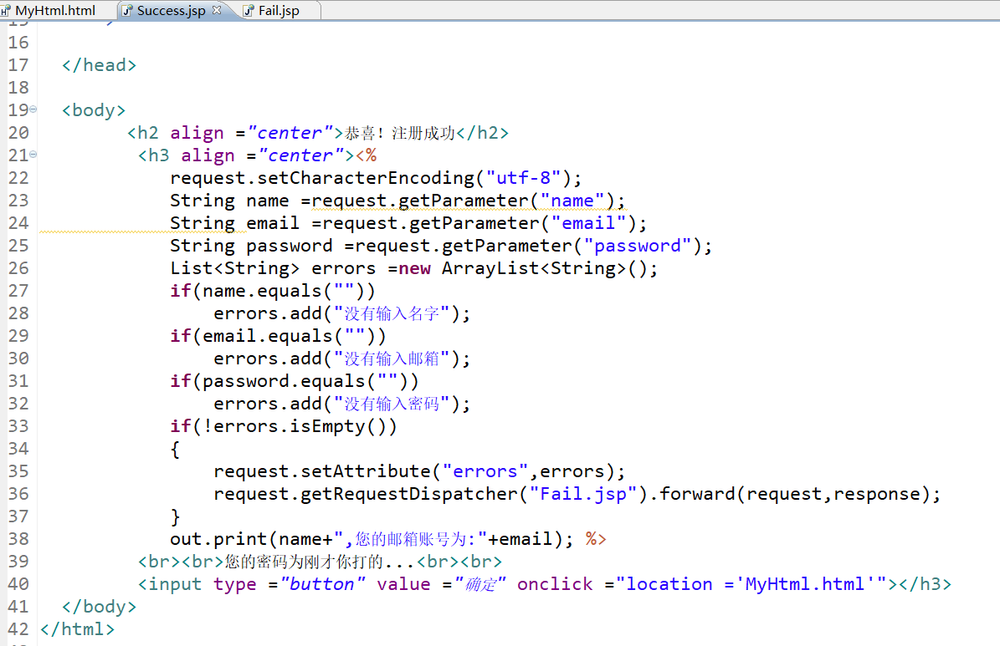 MyHtml.html Success.jsp Fail.jsp
15 >
16
17 </head>
18
19 <body>
20 <h2 align ="center">恭喜！注册成功</h2>
21 <h3 align ="center"><%
22 request.setCharacterEncoding("utf-8");
23 String name =request.getParameter("name");
24 String email =request.getParameter("email");
25 String password =request.getParameter("password");
26 List<String> errors =new ArrayList<String>();
27 if(name.equals(""))
28 errors.add("没有输入名字");
29 if(email.equals(""))
30 errors.add("没有输入邮箱");
31 if(password.equals(""))
32 errors.add("没有输入密码");
33 if(!errors.isEmpty())
34 {
35 request.setAttribute("errors",errors);
36 request.getRequestDispatcher("Fail.jsp").forward(request,response);
37 }
38 out.print(name+",您的邮箱账号为:"+email); %>
39 <br><br>您的密码为刚才你打的...<br><br>
40 <input type ="button" value ="确定" onclick ="location ='MyHtml.html'"></h3>
41 </body>
42 </html>